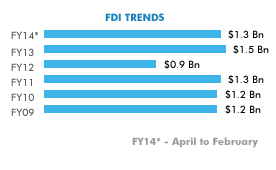 FDI TRENDS
FY14* $1.3 Bn
FY13 $1.5 Bn
FY12 $0.9 Bn
FY11 $1.3 Bn
FY10 $1.2 Bn
FY09 $1.2 Bn
FY14* - April to February